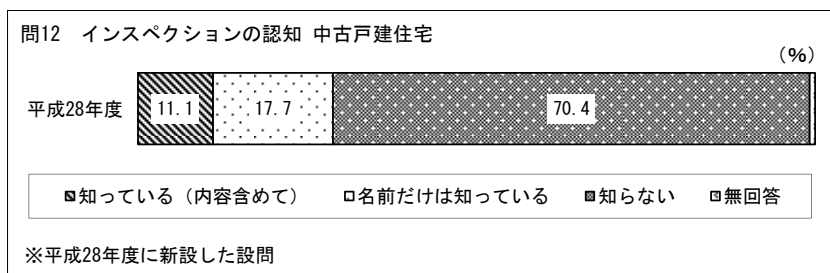 問12　インスペクションの認知 中古戸建住宅
（%）
平成28年度
11.1
17.7
70.4
知っている（内容含めて）
名前だけは知っている
知らない
無回答
※平成28年度に新設した設問